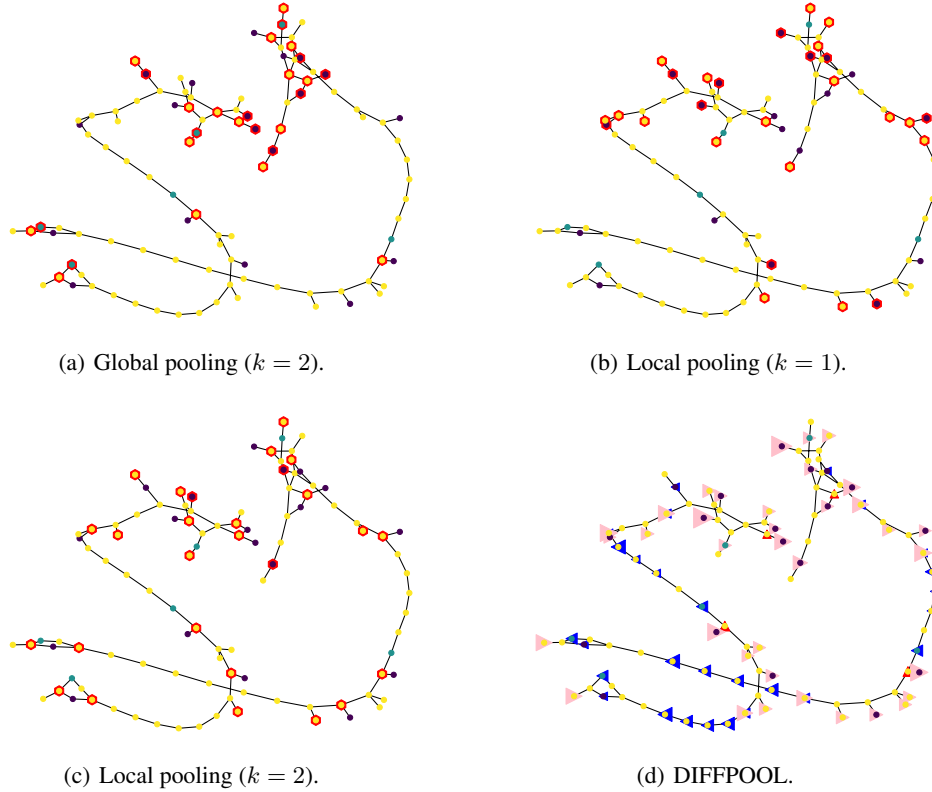 (a) Global pooling (k = 2).
(b) Local pooling (k = 1).
(c) Local pooling (k = 2).
(d) DIFFPOOL.